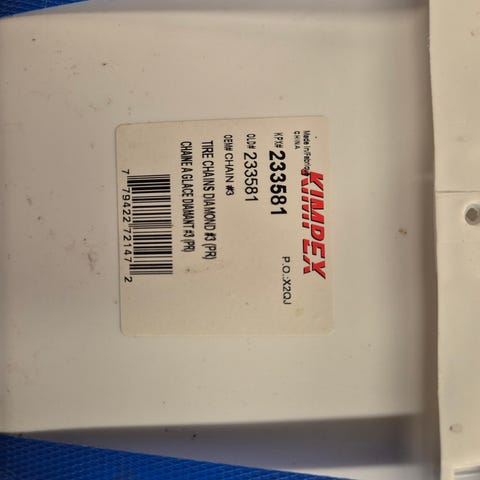 KIMPEX
Made in/Fabriqué
CHINA
P.O.:X2QJ
KPX# 233581
OLD# 233581
OEM# CHAIN #3
TIRE CHAINS DIAMOND #3 (PR)
CHAINE A GLACE DIAMANT #3 (PR)
7 79422 72147 2